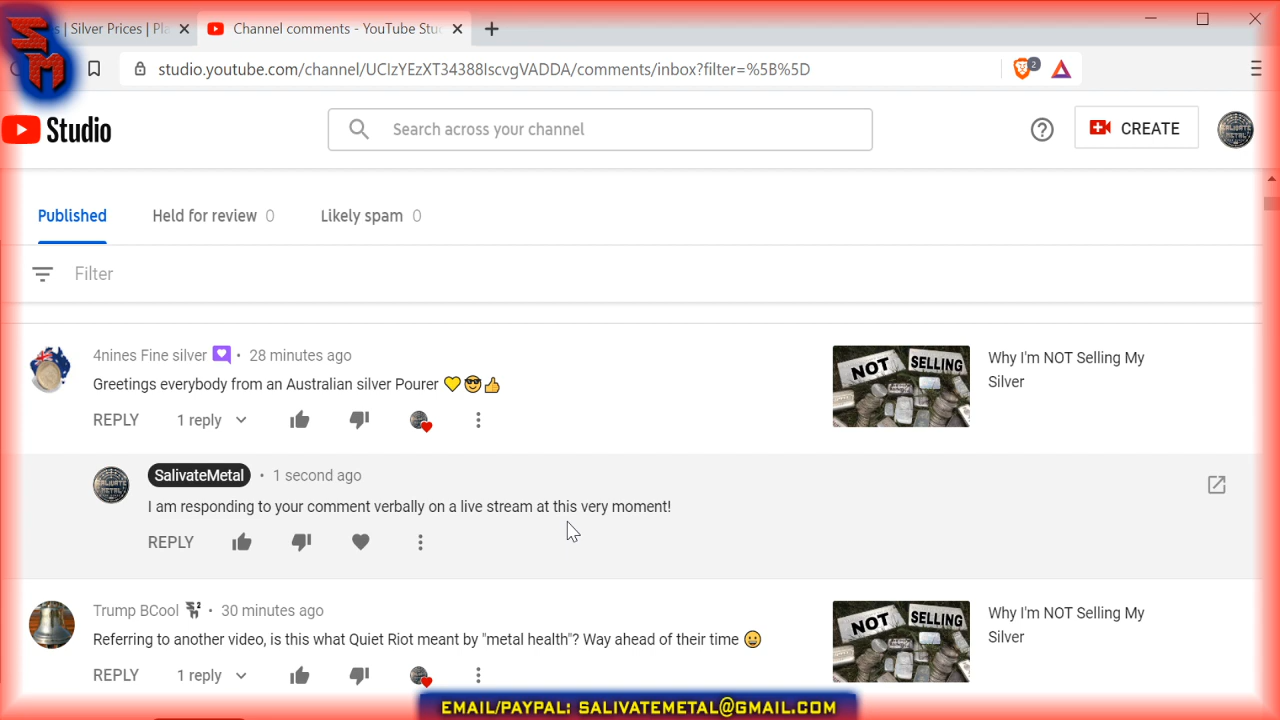 s | Silver Prices | Pla
Channel comments - YouTube Stu
SM
studio.youtube.com/channel/UCIzYEzXT34388IscvgVADDA/comments/inbox?filter=%5B%5D
2
Studio
Search across your channel
CREATE
Published
Held for review 0
Likely spam 0
Filter
4nines Fine silver • 28 minutes ago
Greetings everybody from an Australian silver Pourer 💛😎👍
REPLY 1 reply
NOT SELLING
Why I'm NOT Selling My
Silver
SalivateMetal • 1 second ago
I am responding to your comment verbally on a live stream at this very moment!
REPLY
Trump BCool • 30 minutes ago
Referring to another video, is this what Quiet Riot meant by "metal health"? Way ahead of their time 😀
REPLY 1 reply
NOT SELLING
Why I'm NOT Selling My
Silver
EMAIL/PAYPAL: SALIVATEMETAL@GMAIL.COM